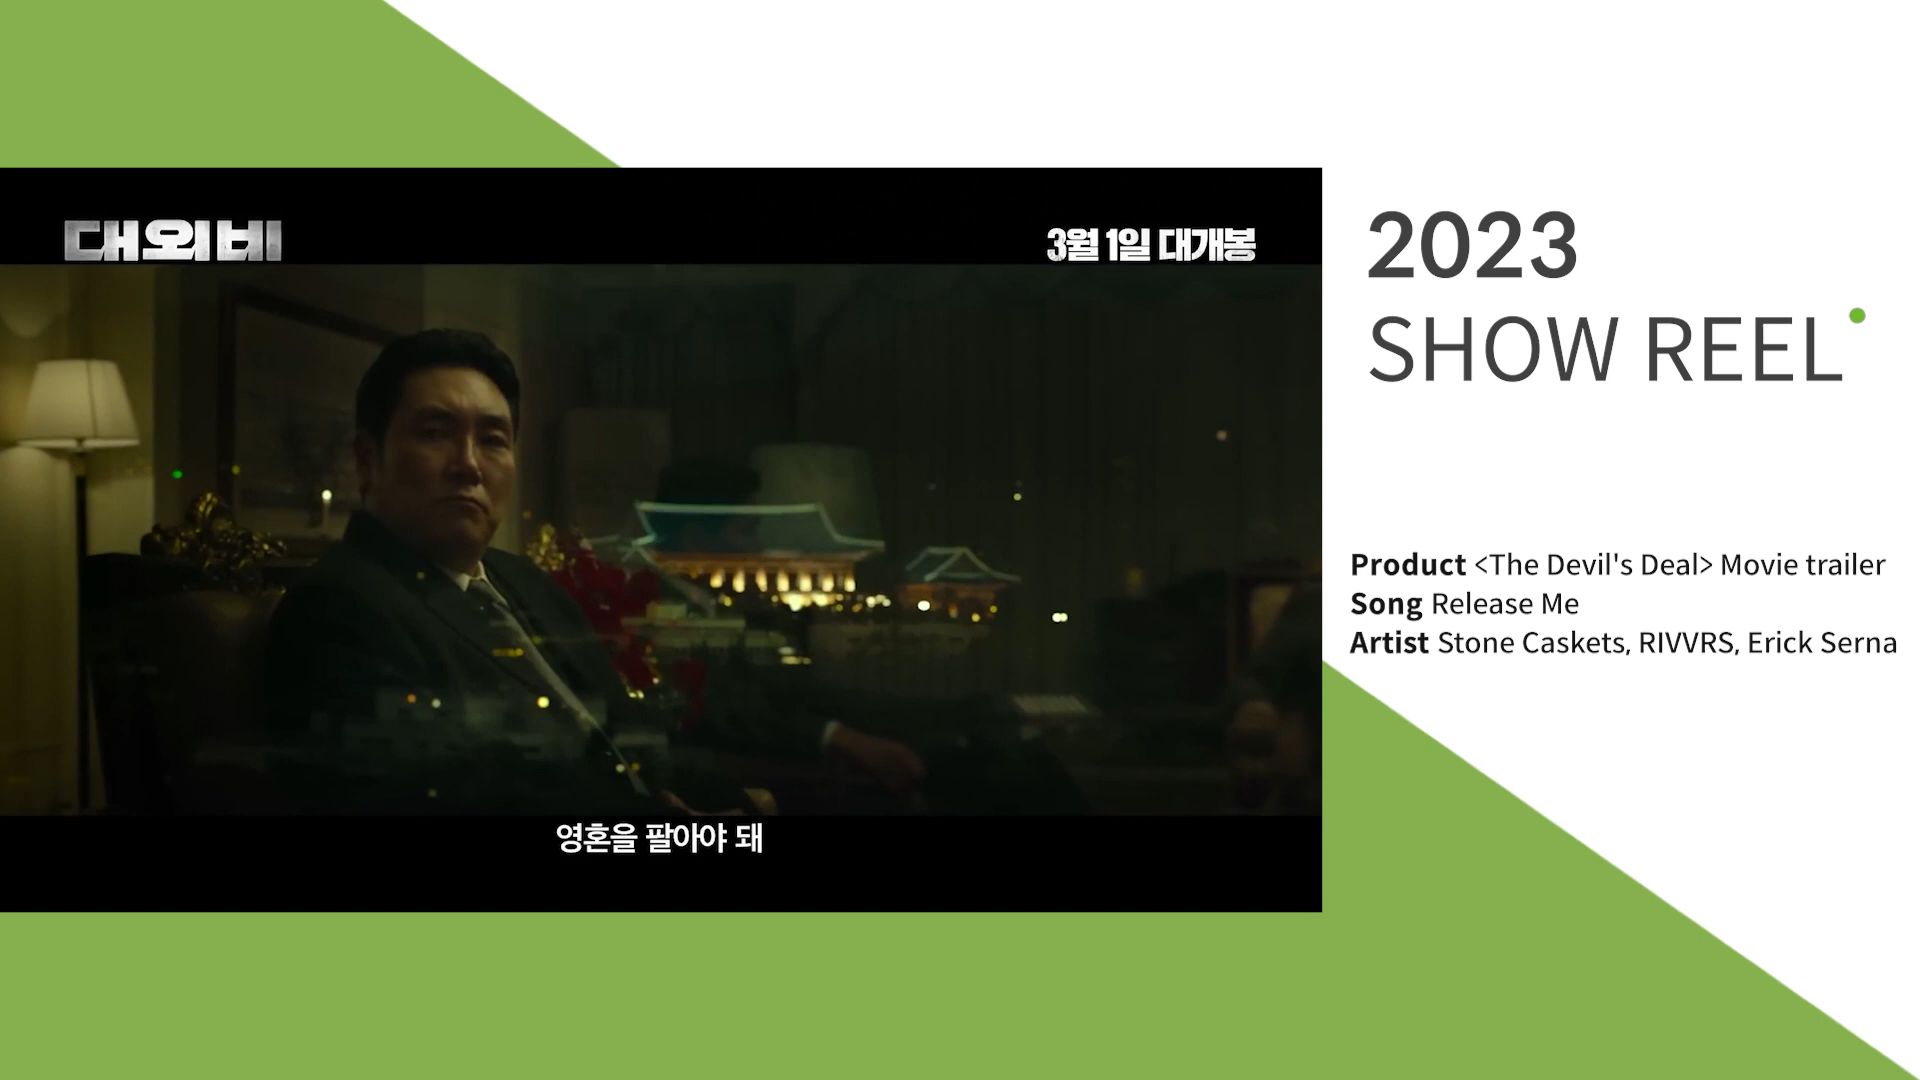 대외비
3월 1일 대개봉
영혼을 팔아야 돼
2023
SHOW REEL
Product <The Devil's Deal> Movie trailer
Song Release Me
Artist Stone Caskets, RIVVRS, Erick Serna